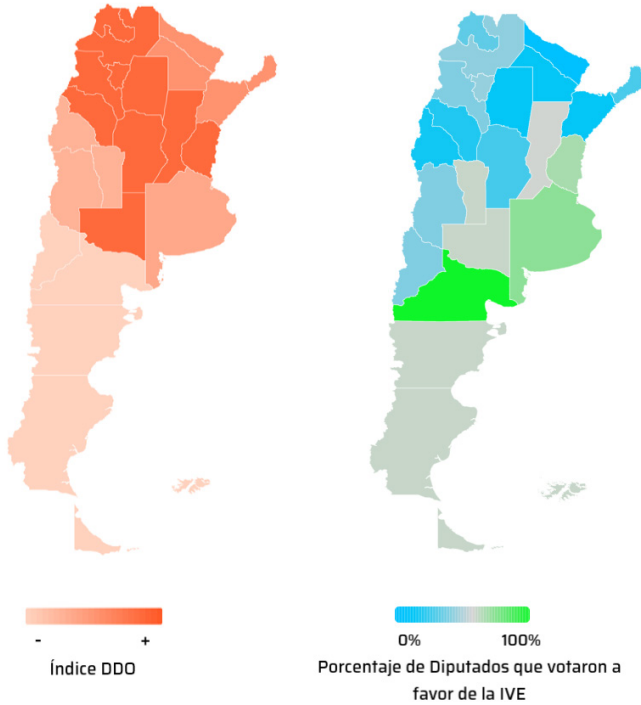 - +
Índice DDO
0% 100%
Porcentaje de Diputados que votaron a
favor de la IVE